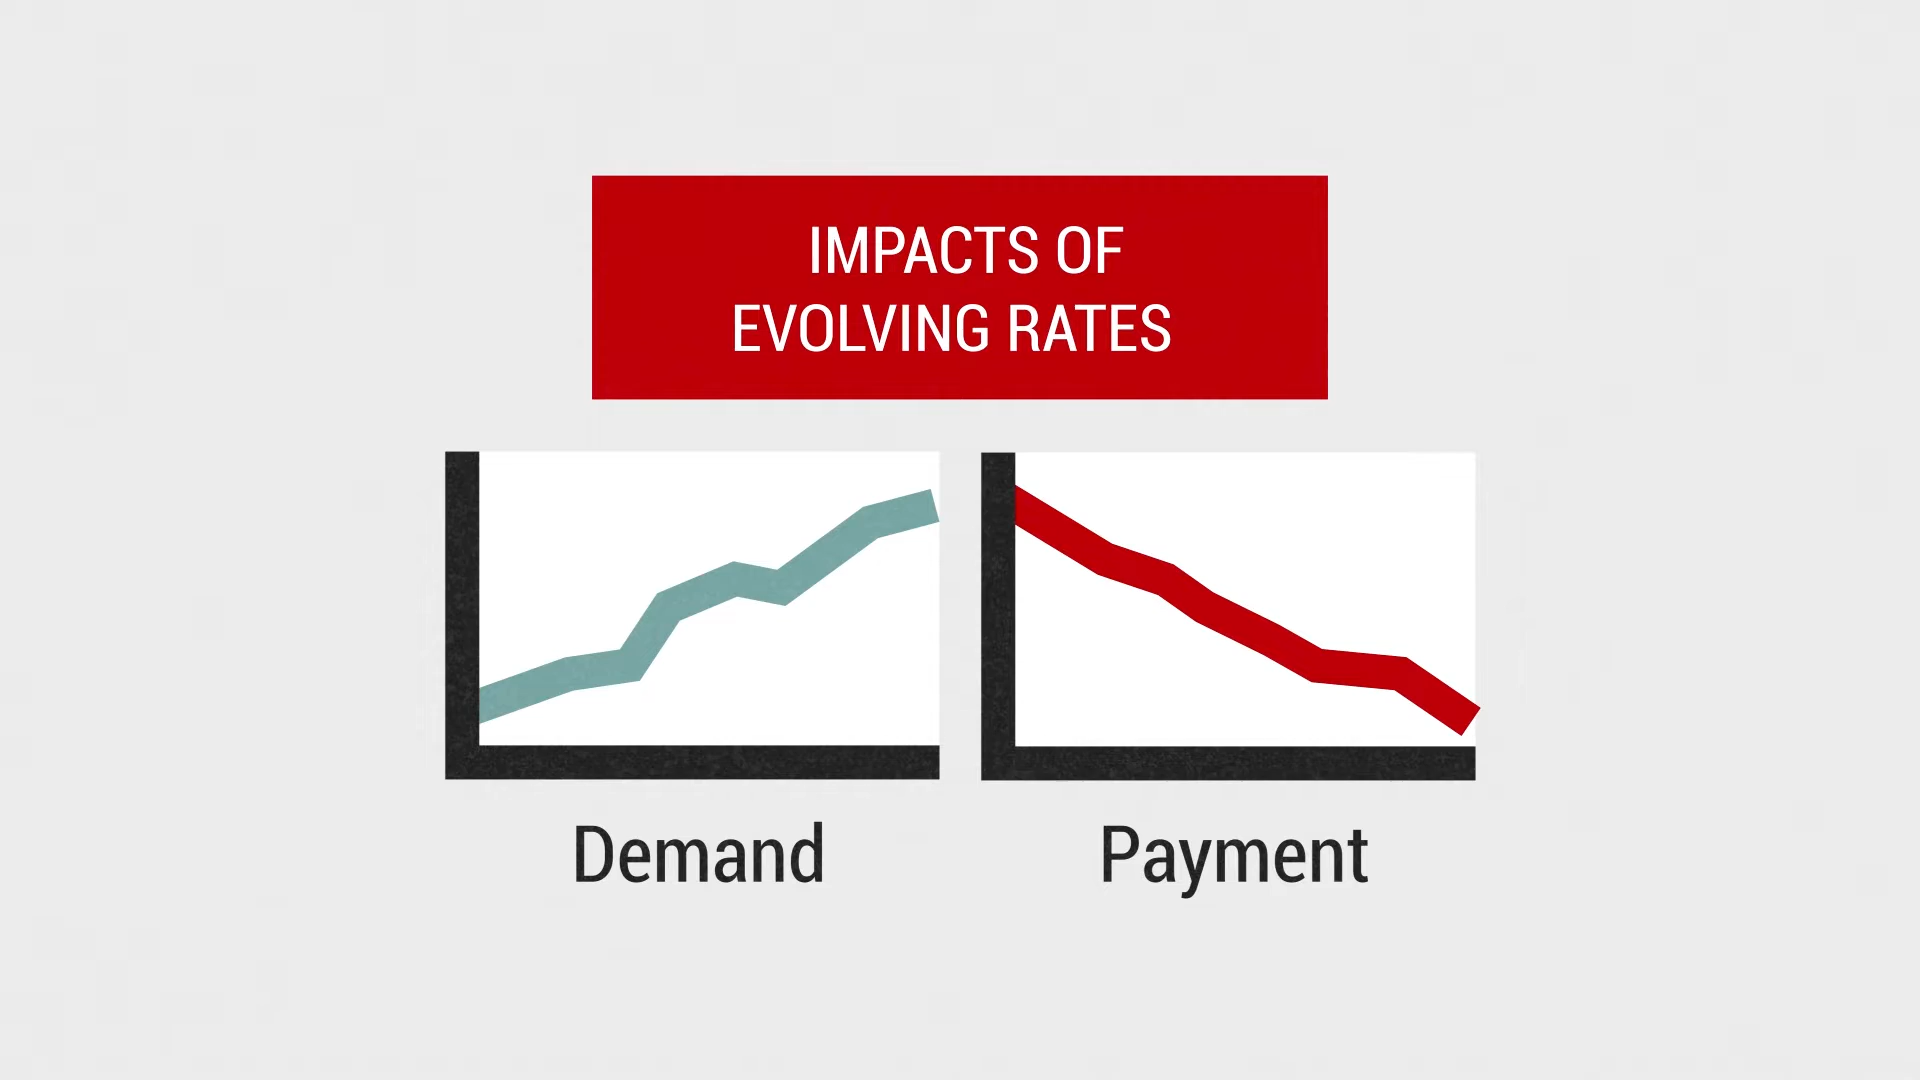 IMPACTS OF
EVOLVING RATES
Demand
Payment